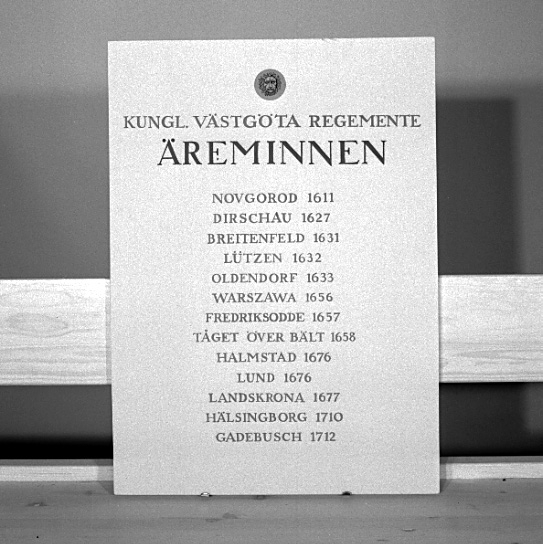 KUNGL. VÄSTGÖTA REGEMENTE
ÄREMINNEN
NOVGOROD 1611
DIRSCHAU 1627
BREITENFELD 1631
LÜTZEN 1632
OLDENDORF 1633
WARSZAWA 1656
FREDRIKSODDE 1657
TÅGET ÖVER BÄLT 1658
HALMSTAD 1676
LUND 1676
LANDSKRONA 1677
HÄLSINGBORG 1710
GADEBUSCH 1712